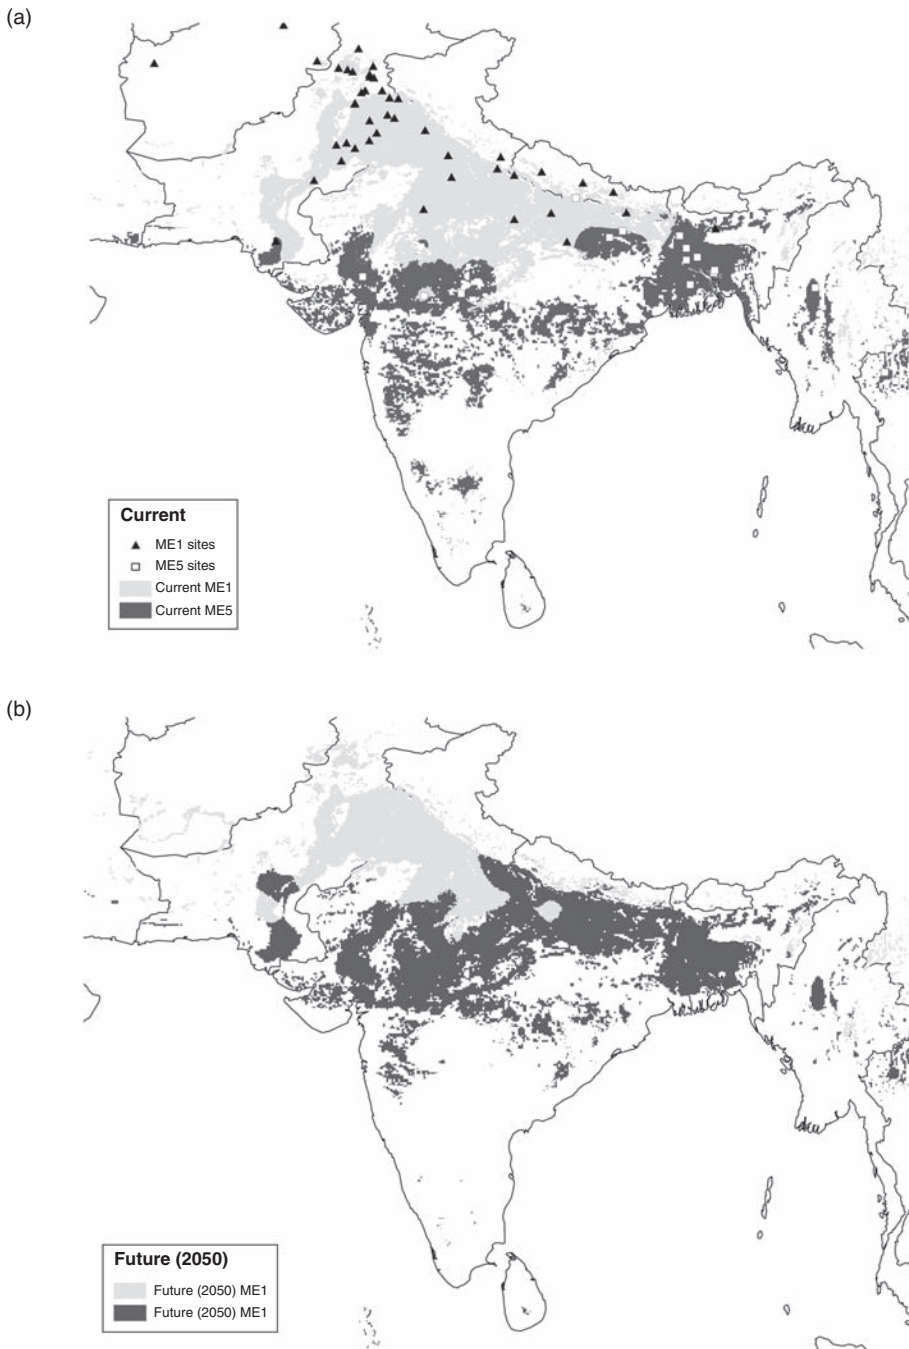 (a)
Current
ME1 sites
ME5 sites
Current ME1
Current ME5
(b)
Future (2050)
Future (2050) ME1
Future (2050) ME1